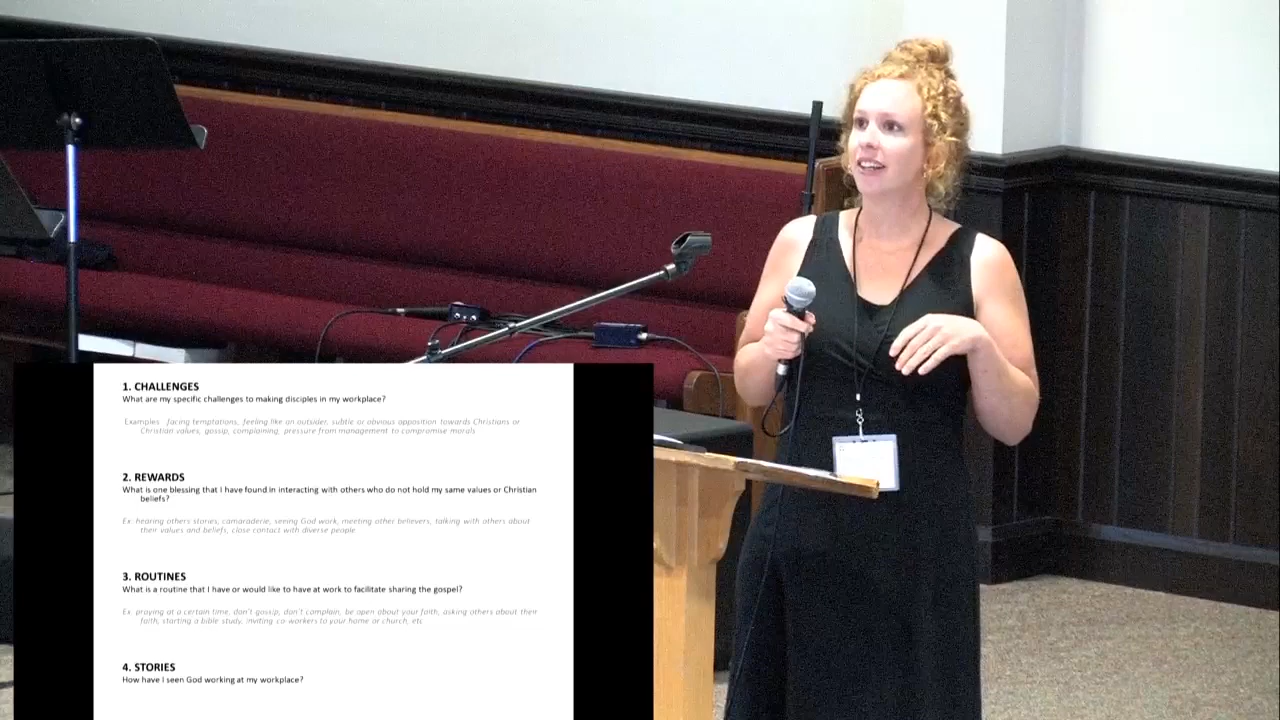 1. CHALLENGES
What are my specific challenges to making disciples in my workplace?
Examples: facing temptations, feeling like an outsider, subtle or obvious opposition towards Christians or
Christian values, gossip, complaining, pressure from management to compromise morals
2. REWARDS
What is one blessing that I have found in interacting with others who do not hold my same values or Christian
beliefs?
Ex: hearing others stories, camaraderie, seeing God work, meeting other believers, talking with others about
their values and beliefs, close contact with diverse people
3. ROUTINES
What is a routine that I have or would like to have at work to facilitate sharing the gospel?
Ex: praying at a certain time, don't gossip, don't complain, be open about your faith, asking others about their
faith, starting a bible study, inviting co-workers to your home or church, etc
4. STORIES
How have I seen God working at my workplace?